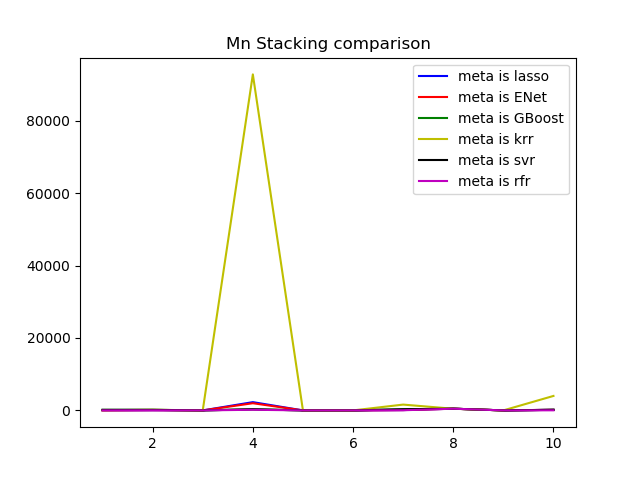 Mn Stacking comparison
meta is lasso
meta is ENet
meta is GBoost
meta is krr
meta is svr
meta is rfr
80000
60000
40000
20000
0
2
4
6
8
10